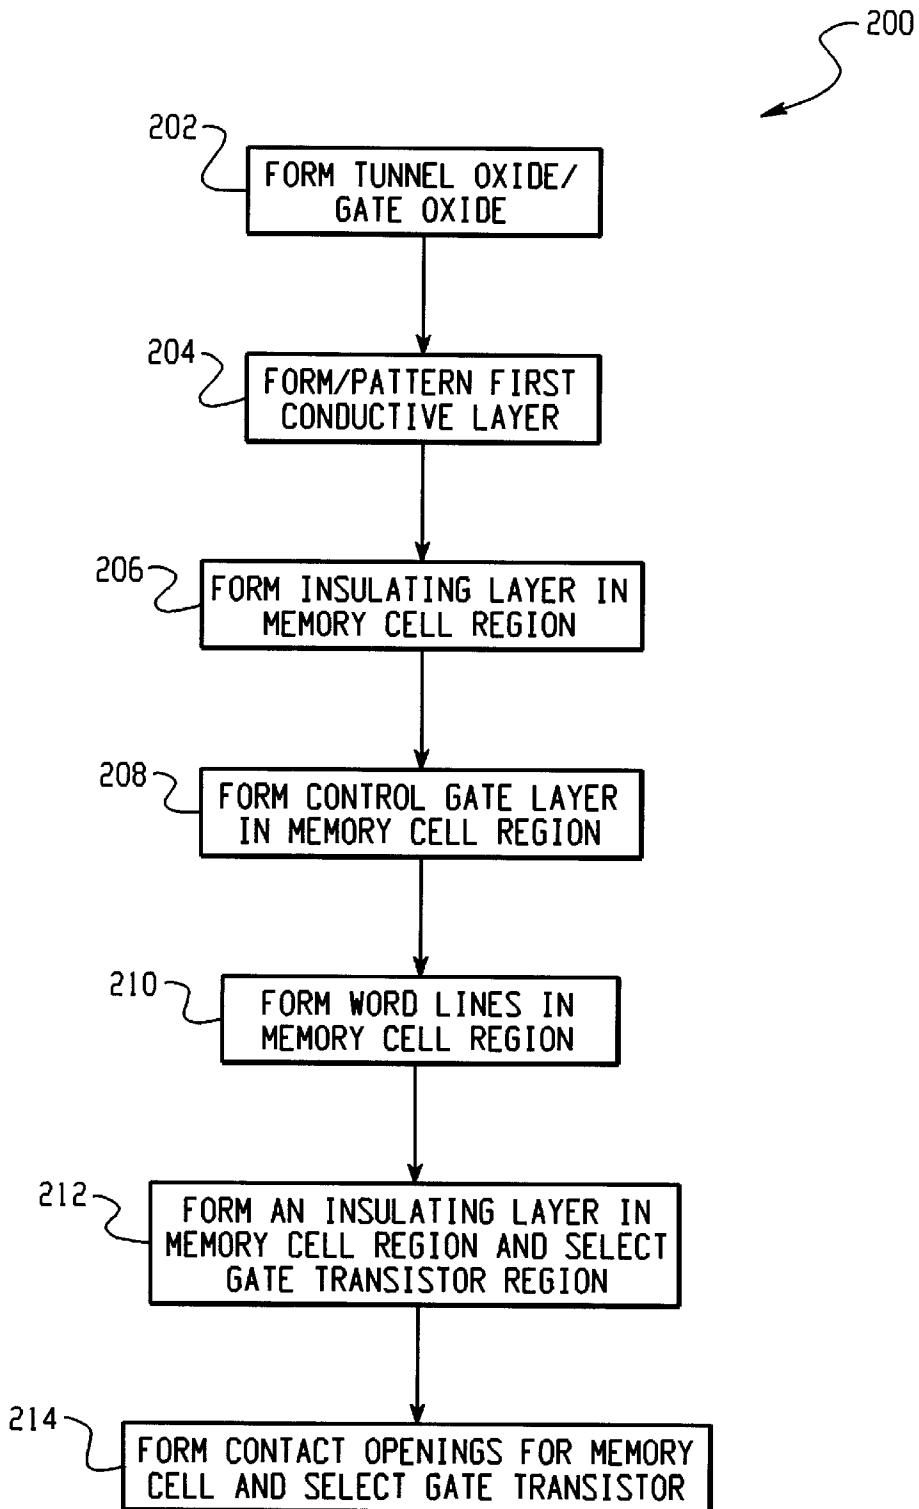 200
202
FORM TUNNEL OXIDE/
GATE OXIDE
204
FORM/PATTERN FIRST
CONDUCTIVE LAYER
206
FORM INSULATING LAYER IN
MEMORY CELL REGION
208
FORM CONTROL GATE LAYER
IN MEMORY CELL REGION
210
FORM WORD LINES IN
MEMORY CELL REGION
212
FORM AN INSULATING LAYER IN
MEMORY CELL REGION AND SELECT
GATE TRANSISTOR REGION
214
FORM CONTACT OPENINGS FOR MEMORY
CELL AND SELECT GATE TRANSISTOR